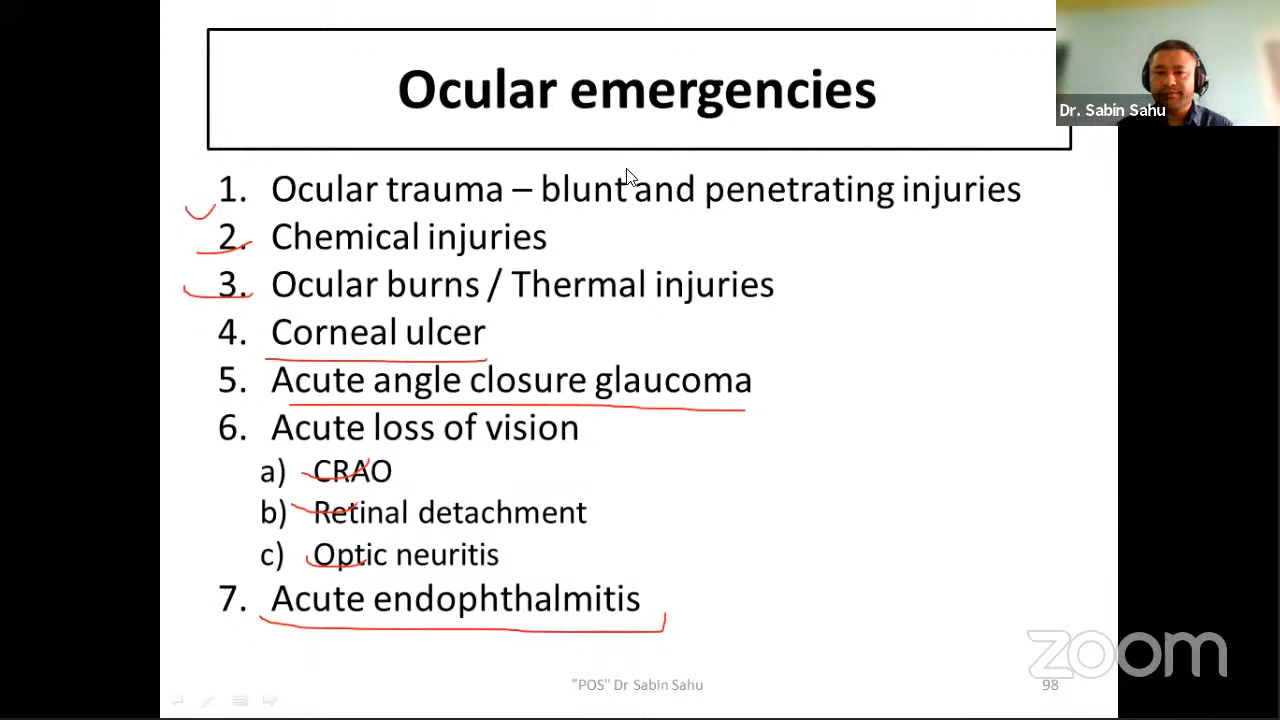 Ocular emergencies
Dr. Sabin Sahu
1. Ocular trauma – blunt and penetrating injuries
2. Chemical injuries
3. Ocular burns / Thermal injuries
4. Corneal ulcer
5. Acute angle closure glaucoma
6. Acute loss of vision
a) CRAO
b) Retinal detachment
c) Optic neuritis
7. Acute endophthalmitis
zoom
"POS" Dr Sabin Sahu
98